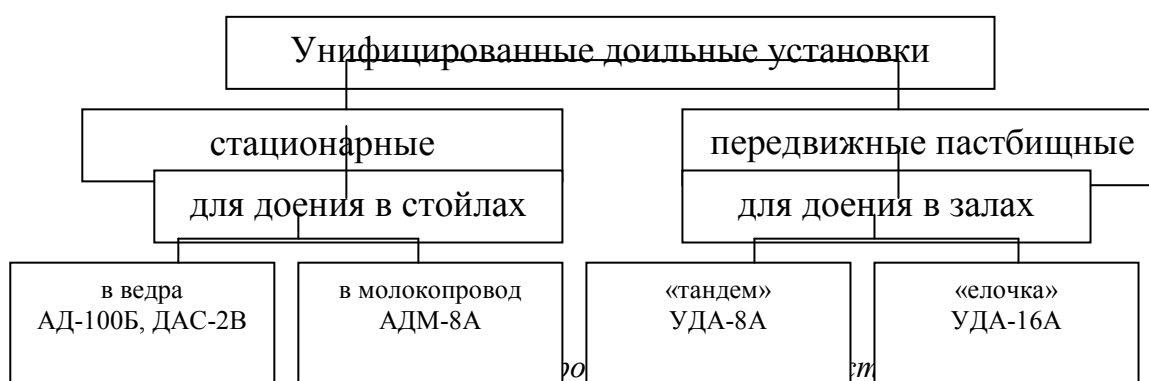 Унифицированные доильные установки
стационарные
передвижные пастбищные
для доения в стойлах
для доения в залах
в ведра
АД-100Б, ДАС-2В
в молокопровод
АДМ-8А
«тандем»
УДА-8А
«елочка»
УДА-16А